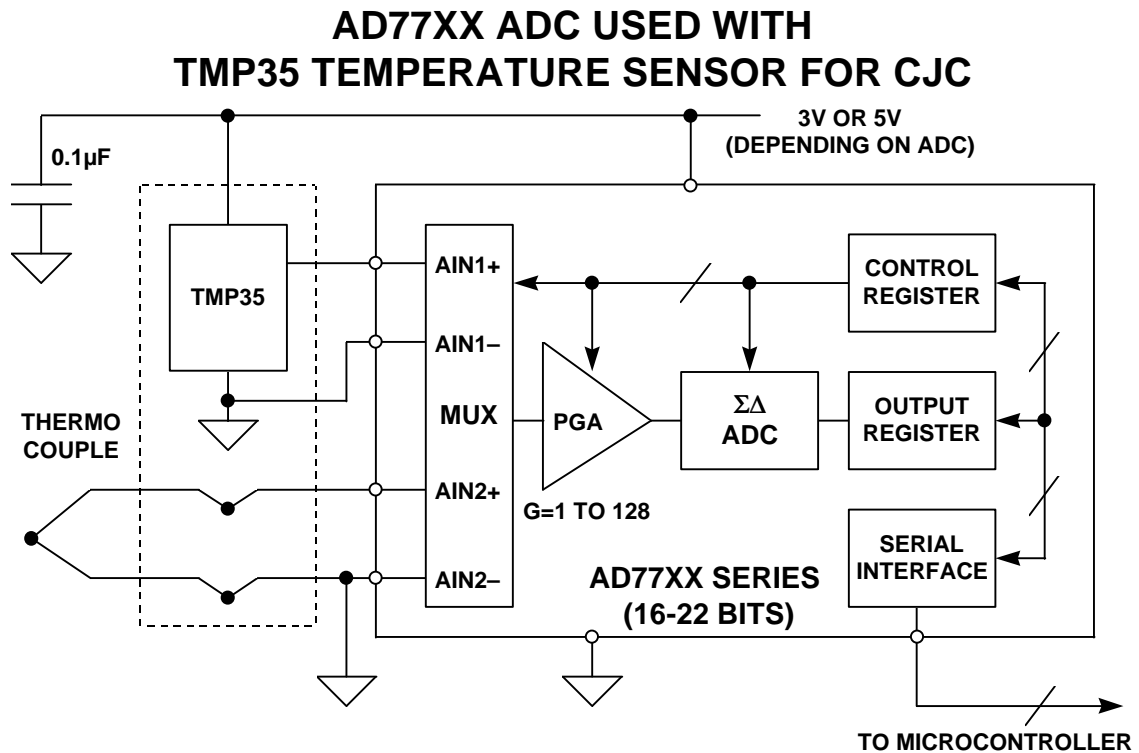 AD77XX ADC USED WITH
TMP35 TEMPERATURE SENSOR FOR CJC
3V OR 5V
(DEPENDING ON ADC)
0.1µF
TMP35
AIN1+
AIN1–
MUX
AIN2+
AIN2–
PGA
G=1 TO 128
ΣΔ
ADC
CONTROL
REGISTER
OUTPUT
REGISTER
SERIAL
INTERFACE
THERMO
COUPLE
AD77XX SERIES
(16-22 BITS)
TO MICROCONTROLLER